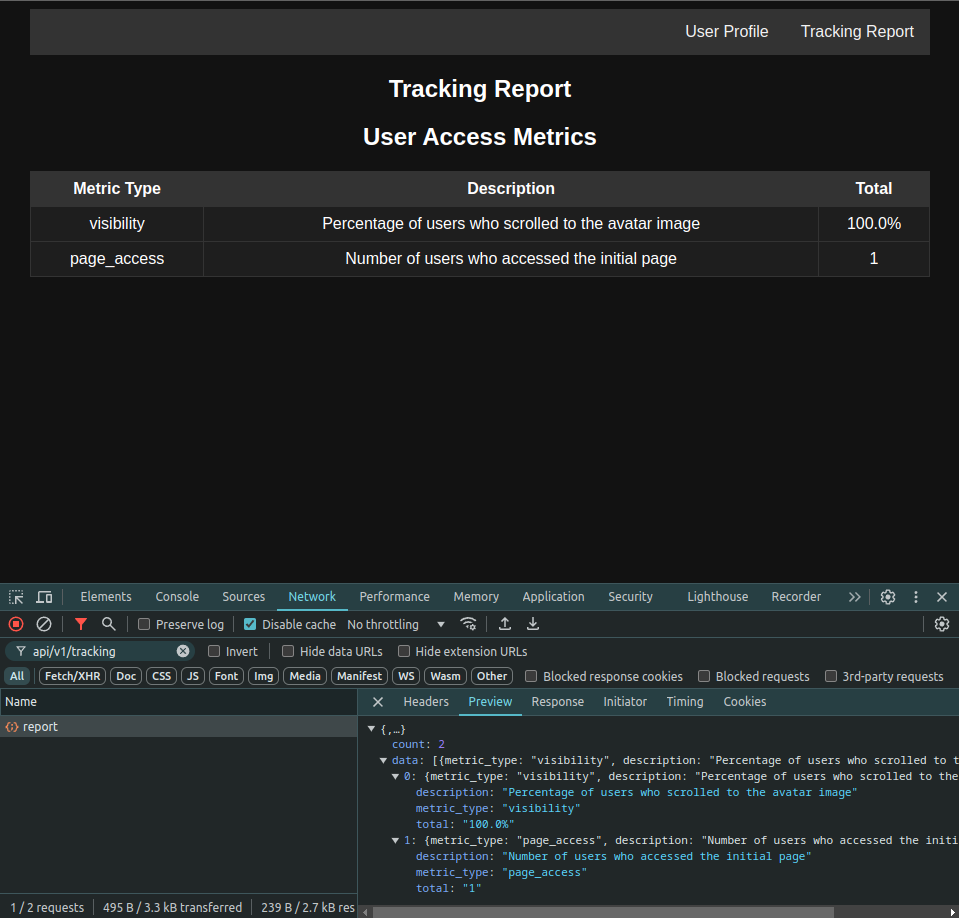 User Profile Tracking Report
Tracking Report
User Access Metrics
Metric Type Description Total
visibility Percentage of users who scrolled to the avatar image 100.0%
page_access Number of users who accessed the initial page 1
Elements Console Sources Network Performance Memory Application Security Lighthouse Recorder
Preserve log Disable cache No throttling
api/v1/tracking Invert Hide data URLs Hide extension URLs
All Fetch/XHR Doc CSS JS Font Img Media Manifest WS Wasm Other Blocked response cookies Blocked requests 3rd-party requests
Name
report
Headers Preview Response Initiator Timing Cookies
{,…}
count: 2
data: [{metric_type: "visibility", description: "Percentage of users who scrolled to t
0: {metric_type: "visibility", description: "Percentage of users who scrolled to the
description: "Percentage of users who scrolled to the avatar image"
metric_type: "visibility"
total: "100.0%"
1: {metric_type: "page_access", description: "Number of users who accessed the initi
description: "Number of users who accessed the initial page"
metric_type: "page_access"
total: "1"
1 / 2 requests 495 B / 3.3 kB transferred 239 B / 2.7 kB res